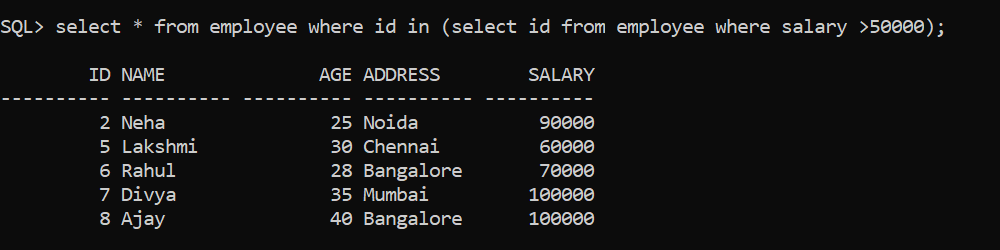 SQL> select * from employee where id in (select id from employee where salary >50000);
        ID NAME              AGE ADDRESS        SALARY
---------- ---------- ---------- ---------- ----------
         2 Neha               25 Noida           90000
         5 Lakshmi            30 Chennai         60000
         6 Rahul              28 Bangalore       70000
         7 Divya              35 Mumbai         100000
         8 Ajay               40 Bangalore      100000